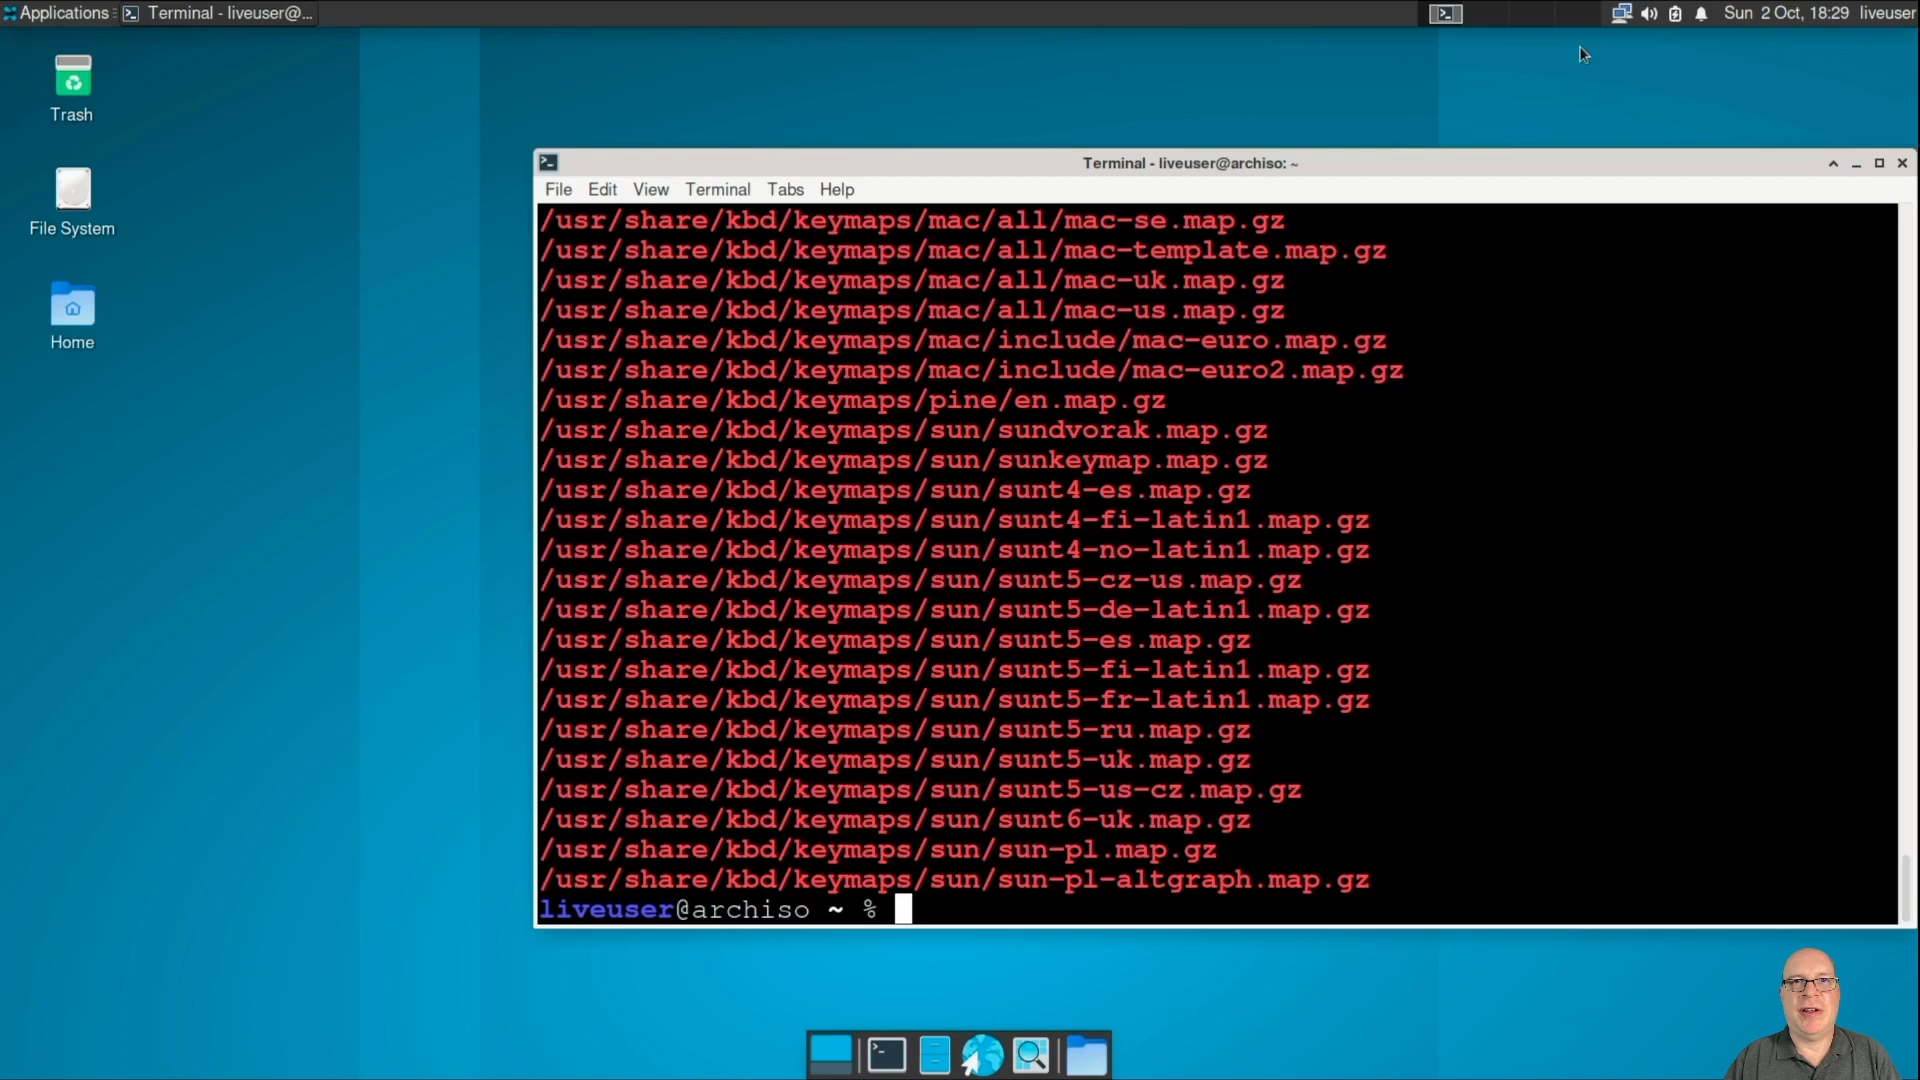 Applications
Terminal - liveuser@...
Sun 2 Oct, 18:29
liveuser
Trash
File System
Home
Terminal - liveuser@archiso: ~
File Edit View Terminal Tabs Help
/usr/share/kbd/keymaps/mac/all/mac-se.map.gz
/usr/share/kbd/keymaps/mac/all/mac-template.map.gz
/usr/share/kbd/keymaps/mac/all/mac-uk.map.gz
/usr/share/kbd/keymaps/mac/all/mac-us.map.gz
/usr/share/kbd/keymaps/mac/include/mac-euro.map.gz
/usr/share/kbd/keymaps/mac/include/mac-euro2.map.gz
/usr/share/kbd/keymaps/pine/en.map.gz
/usr/share/kbd/keymaps/sun/sundvorak.map.gz
/usr/share/kbd/keymaps/sun/sunkeymap.map.gz
/usr/share/kbd/keymaps/sun/sunt4-es.map.gz
/usr/share/kbd/keymaps/sun/sunt4-fi-latin1.map.gz
/usr/share/kbd/keymaps/sun/sunt4-no-latin1.map.gz
/usr/share/kbd/keymaps/sun/sunt5-cz-us.map.gz
/usr/share/kbd/keymaps/sun/sunt5-de-latin1.map.gz
/usr/share/kbd/keymaps/sun/sunt5-es.map.gz
/usr/share/kbd/keymaps/sun/sunt5-fi-latin1.map.gz
/usr/share/kbd/keymaps/sun/sunt5-fr-latin1.map.gz
/usr/share/kbd/keymaps/sun/sunt5-ru.map.gz
/usr/share/kbd/keymaps/sun/sunt5-uk.map.gz
/usr/share/kbd/keymaps/sun/sunt5-us-cz.map.gz
/usr/share/kbd/keymaps/sun/sunt6-uk.map.gz
/usr/share/kbd/keymaps/sun/sun-pl.map.gz
/usr/share/kbd/keymaps/sun/sun-pl-altgraph.map.gz
liveuser@archiso ~ %